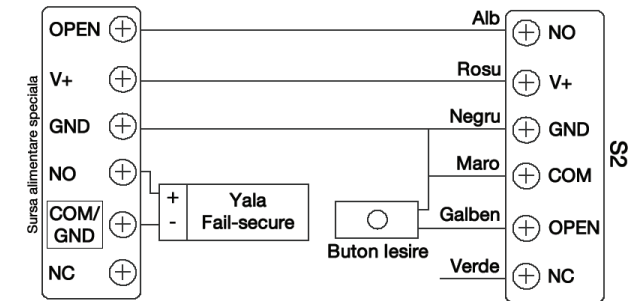 Sursa alimentare speciala
OPEN
V+
GND
NO
COM/
GND
NC
+
-
Yala
Fail-secure
Buton Iesire
Alb
Rosu
Negru
Maro
Galben
Verde
NO
V+
GND
COM
OPEN
NC
S2